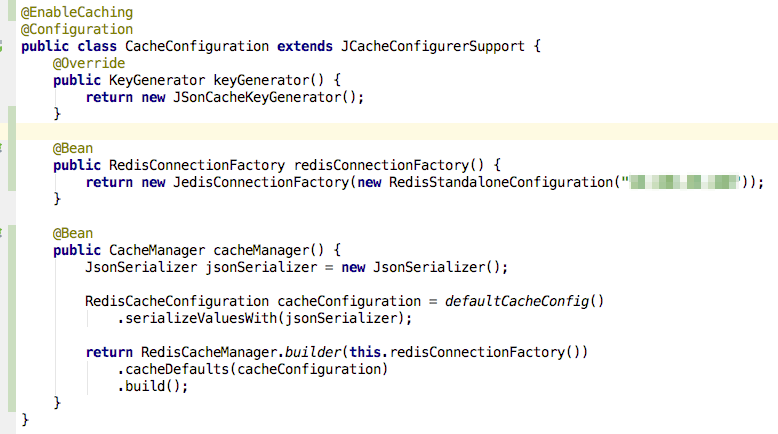 @EnableCaching
@Configuration
public class CacheConfiguration extends JCacheConfigurerSupport {
    @Override
    public KeyGenerator keyGenerator() {
        return new JSonCacheKeyGenerator();
    }

    @Bean
    public RedisConnectionFactory redisConnectionFactory() {
        return new JedisConnectionFactory(new RedisStandaloneConfiguration(""));
    }

    @Bean
    public CacheManager cacheManager() {
        JsonSerializer jsonSerializer = new JsonSerializer();

        RedisCacheConfiguration cacheConfiguration = defaultCacheConfig()
            .serializeValuesWith(jsonSerializer);

        return RedisCacheManager.builder(this.redisConnectionFactory())
            .cacheDefaults(cacheConfiguration)
            .build();
    }
}